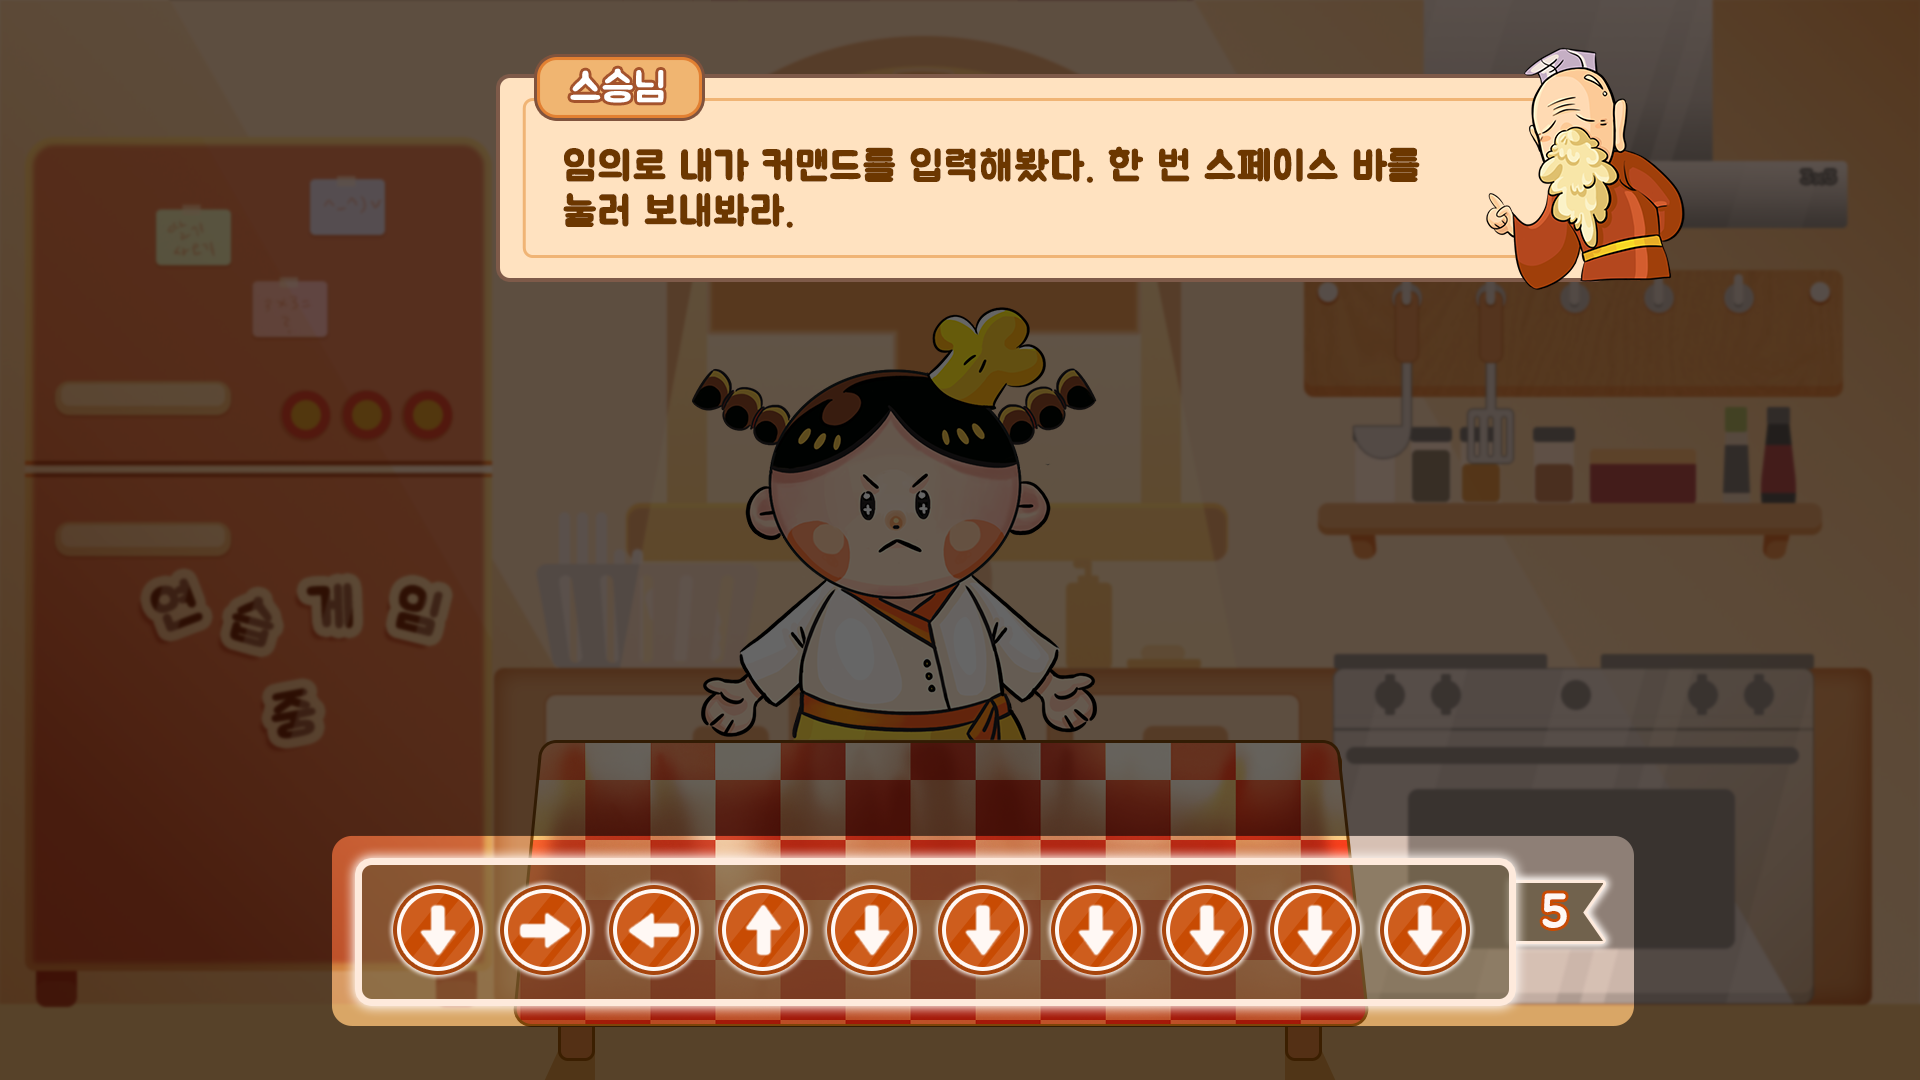 스승님
임의로 내가 커맨드를 입력해봤다. 한 번 스페이스 바를
눌러 보내봐라.
연습게임
중
5